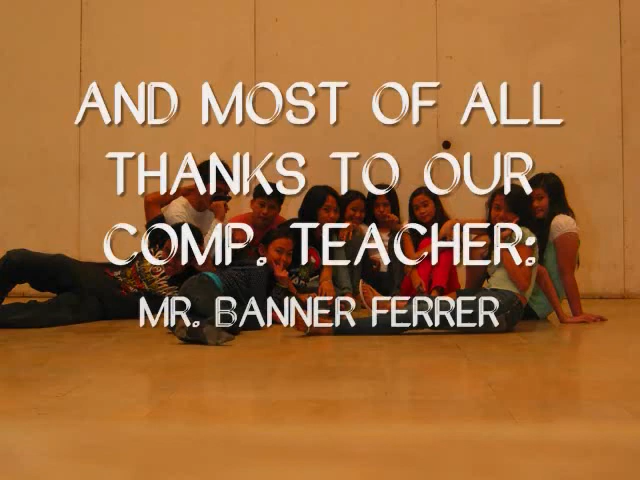 AND MOST OF ALL
THANKS TO OUR
COMP. TEACHER:
MR. BANNER FERRER